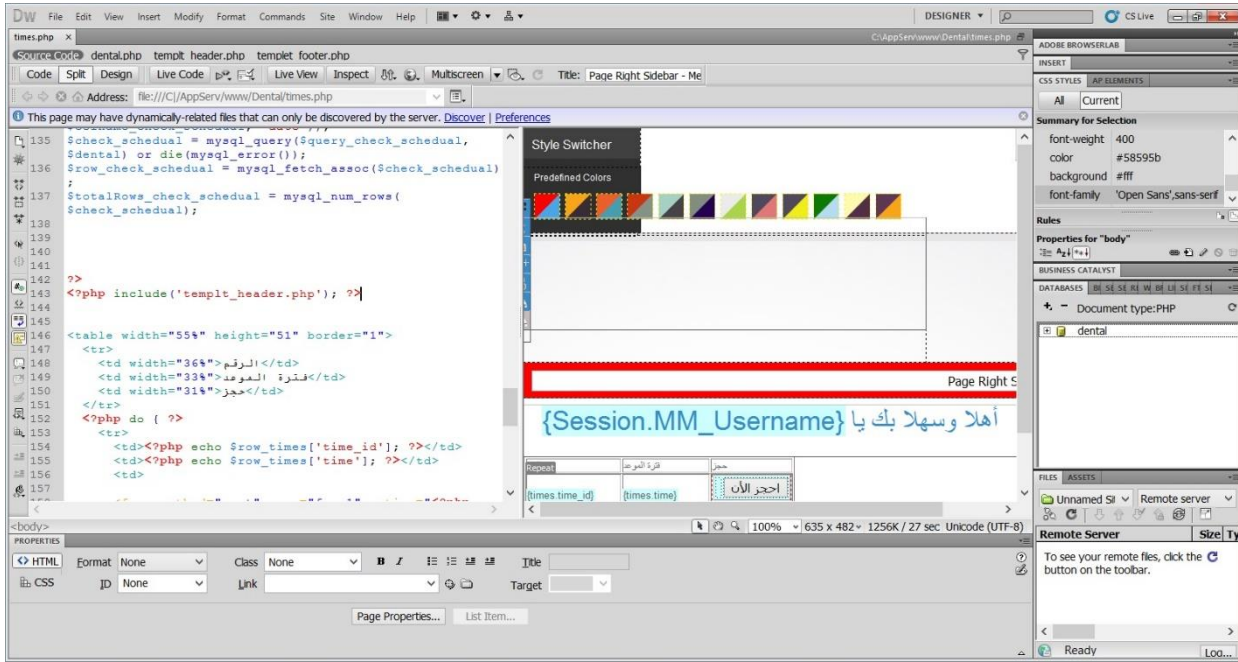 DW File Edit View Insert Modify Format Commands Site Window Help DESIGNER CS Live
times.php × C:\AppServ\www\Dental\times.php
Source Code dental.php templt_header.php templet_footer.php
Code Split Design Live Code Live View Inspect Multiscreen Title: Page Right Sidebar - Me
Address: file:///C|/AppServ/www/Dental/times.php
This page may have dynamically-related files that can only be discovered by the server. Discover | Preferences
135 $check_schedual = mysql_query($query_check_schedual,
$dental) or die(mysql_error());
136 $row_check_schedual = mysql_fetch_assoc($check_schedual)
;
137 $totalRows_check_schedual = mysql_num_rows(
$check_schedual);
138
139
140
141
142 ?>
143 <?php include('templt_header.php'); ?>
144
145
146 <table width="55%" height="51" border="1">
147 <tr>
148 <td width="36%">الرقم</td>
149 <td width="33%">فترة الموعد</td>
150 <td width="31%">حجز</td>
151 </tr>
152 <?php do { ?>
153 <tr>
154 <td><?php echo $row_times['time_id']; ?></td>
155 <td><?php echo $row_times['time']; ?></td>
156 <td>
157
Style Switcher
Predefined Colors
Page Right S
أهلا وسهلا بك يا {Session.MM_Username}
Repeat فترة الموعد حجز
{times.time_id} {times.time} احجز الأن
<body> 100% 635 x 482 1256K / 27 sec Unicode (UTF-8)
PROPERTIES
<> HTML Format None Class None B I Title
CSS ID None Link Target
Page Properties... List Item...
ADOBE BROWSERLAB
INSERT
CSS STYLES AP ELEMENTS
All Current
Summary for Selection
font-weight 400
color #58595b
background #fff
font-family 'Open Sans',sans-serif
Rules
Properties for "body"
BUSINESS CATALYST
DATABASES
Document type:PHP
dental
FILES ASSETS
Unnamed Si Remote server
Remote Server Size Ty
To see your remote files, click the
button on the toolbar.
Ready Log...